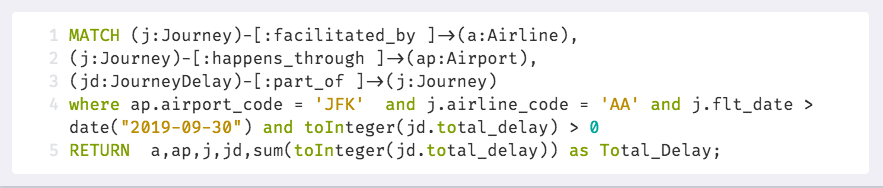 1 MATCH (j:Journey)-[:facilitated_by ]->(a:Airline),
2 (j:Journey)-[:happens_through ]->(ap:Airport),
3 (jd:JourneyDelay)-[:part_of ]->(j:Journey)
4 where ap.airport_code = 'JFK'  and j.airline_code = 'AA' and j.flt_date >
date("2019-09-30") and toInteger(jd.total_delay) > 0
5 RETURN  a,ap,j,jd,sum(toInteger(jd.total_delay)) as Total_Delay;